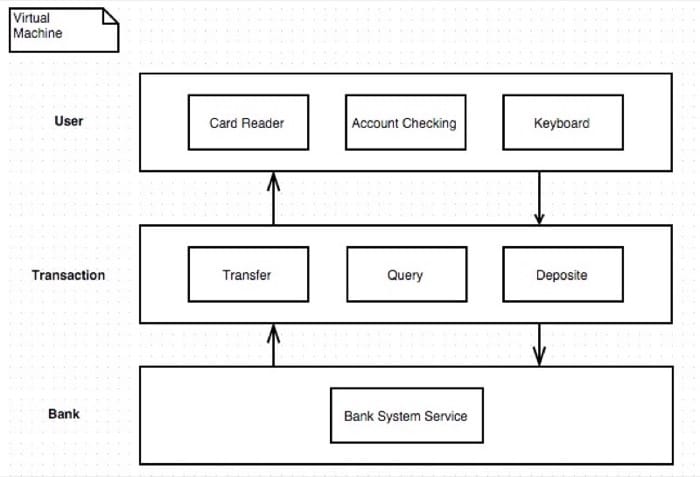 Virtual
Machine
User
Card Reader
Account Checking
Keyboard
Transaction
Transfer
Query
Deposite
Bank
Bank System Service